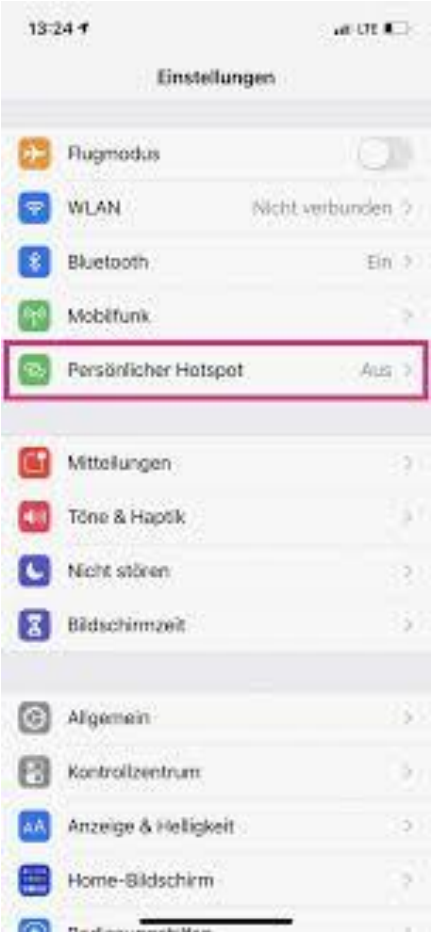 13:24
LTE
Einstellungen
Flugmodus
WLAN Nicht verbunden
Bluetooth Ein
Mobilfunk
Persönlicher Hotspot Aus
Mitteilungen
Töne & Haptik
Nicht stören
Bildschirmzeit
Allgemein
Kontrollzentrum
AA Anzeige & Helligkeit
Home-Bildschirm